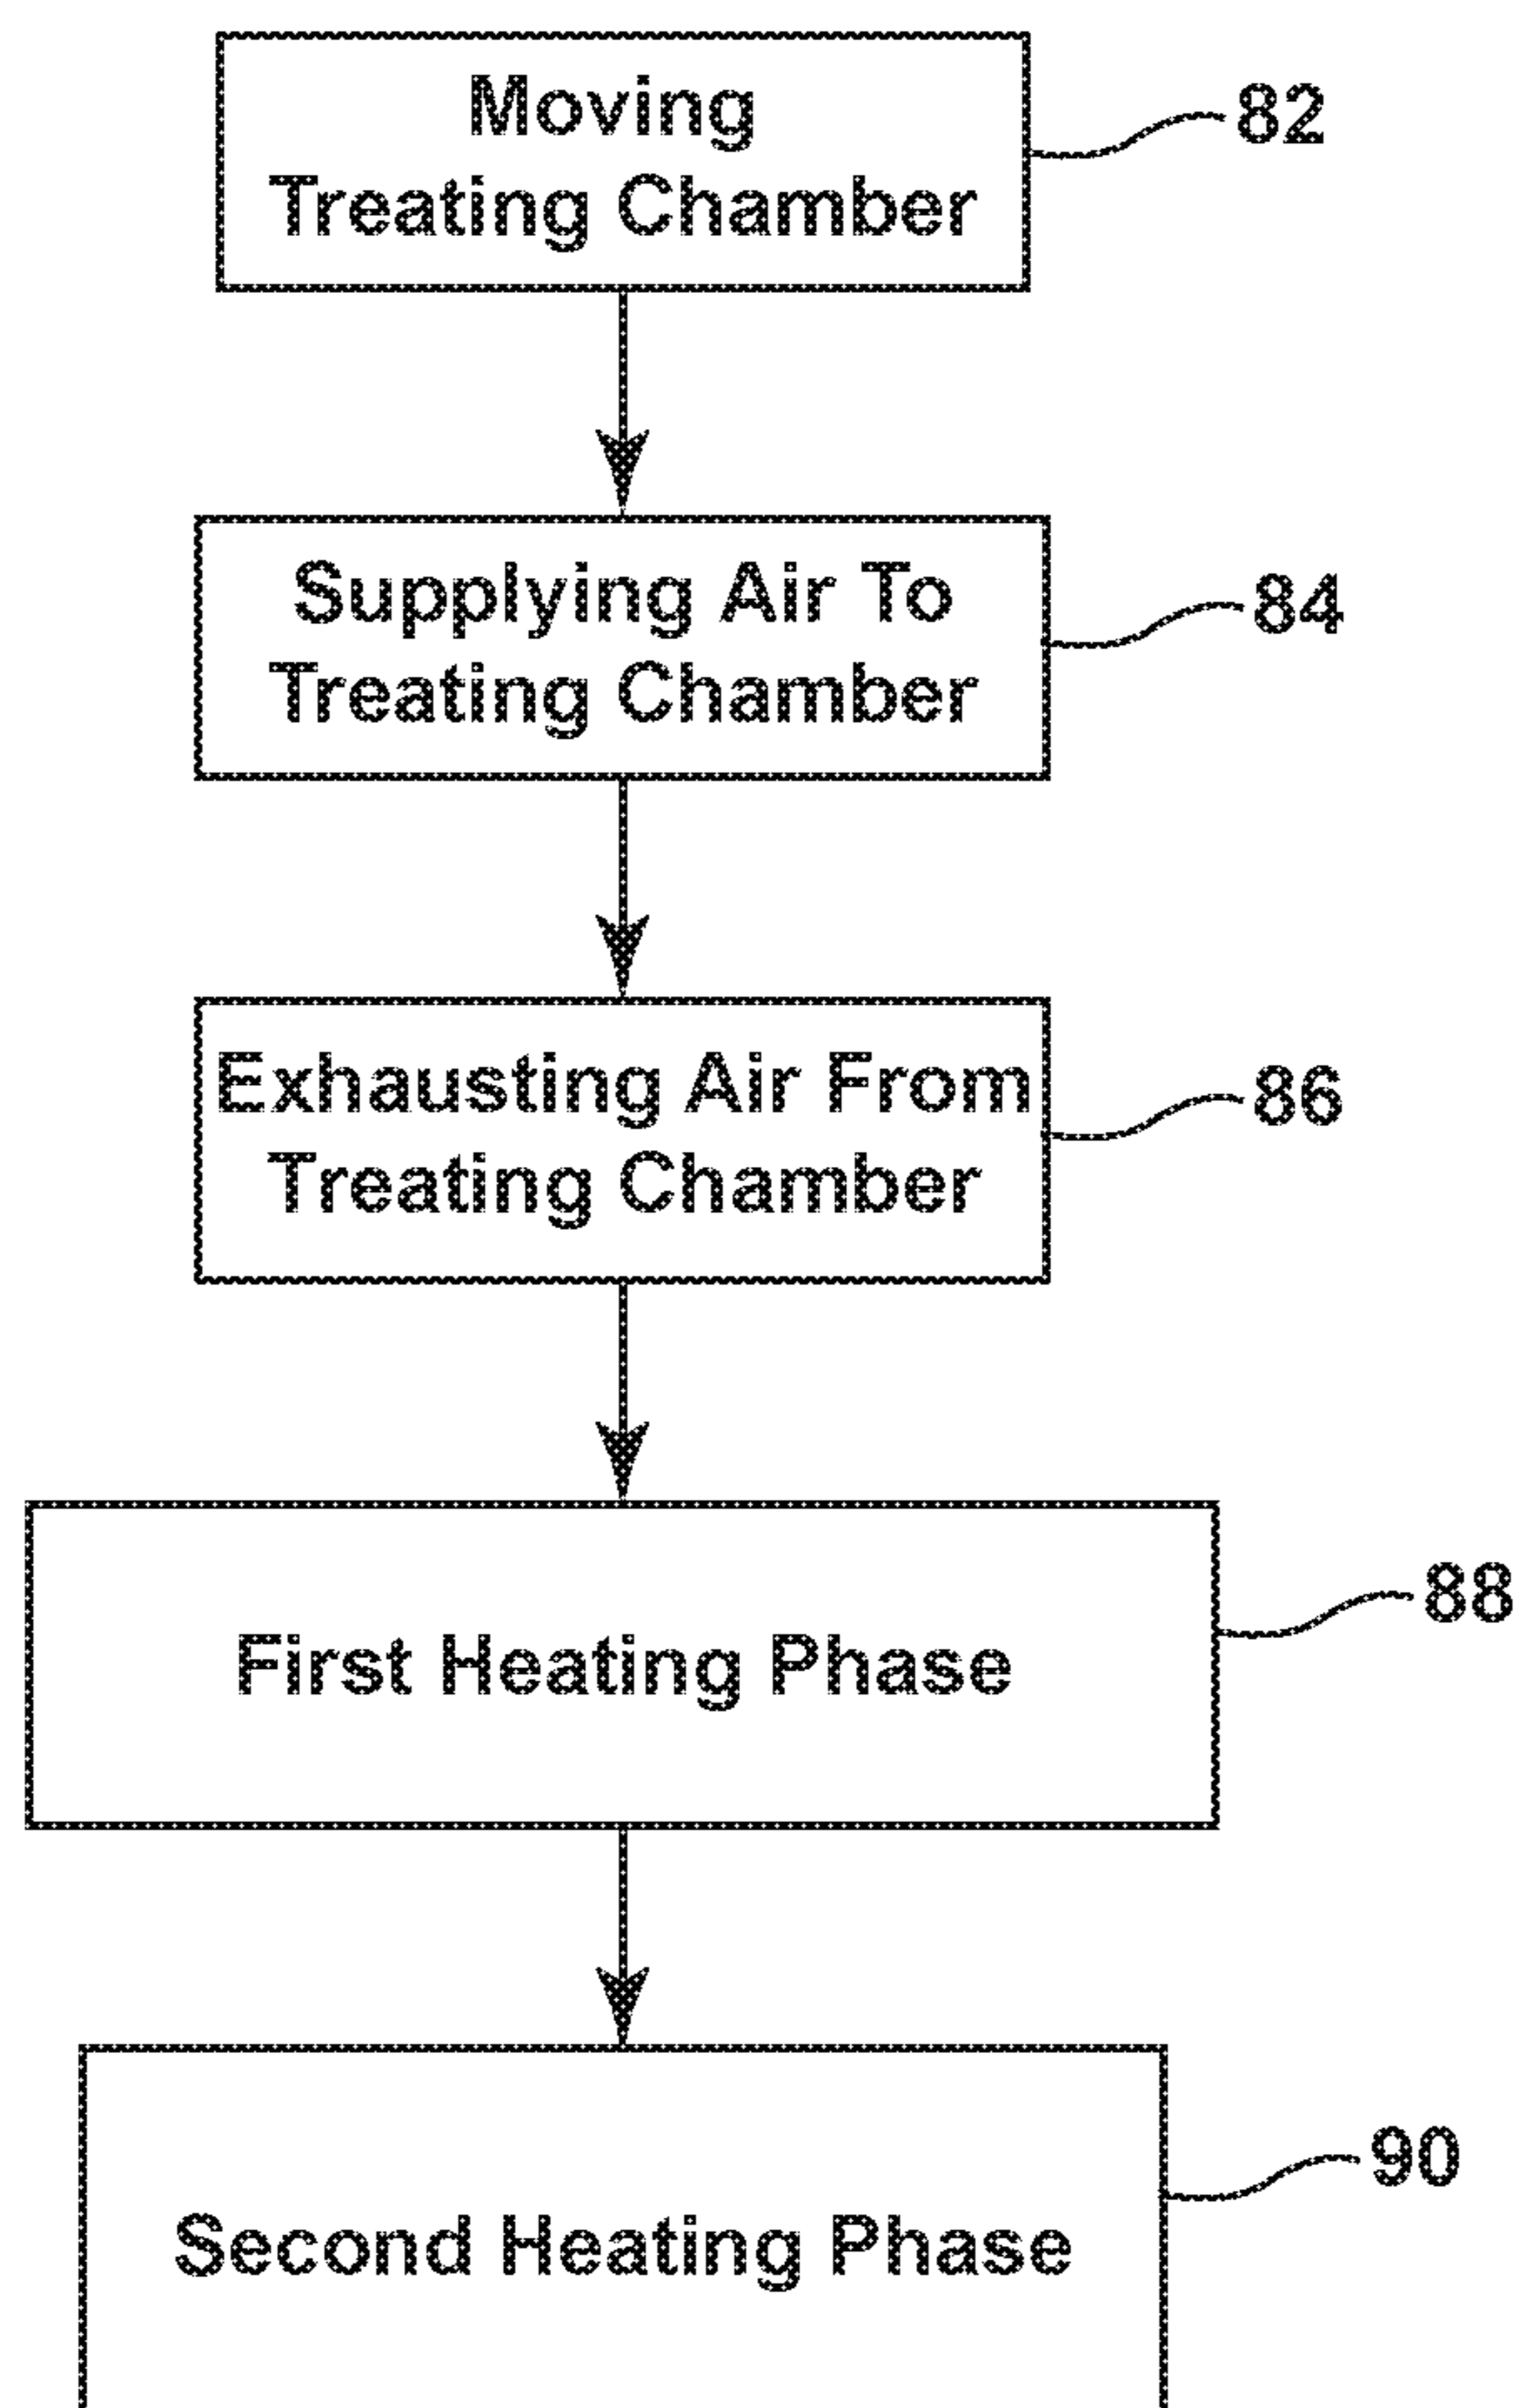 Moving
Treating Chamber
82
Supplying Air To
Treating Chamber
84
Exhausting Air From
Treating Chamber
86
First Heating Phase
88
Second Heating Phase
90